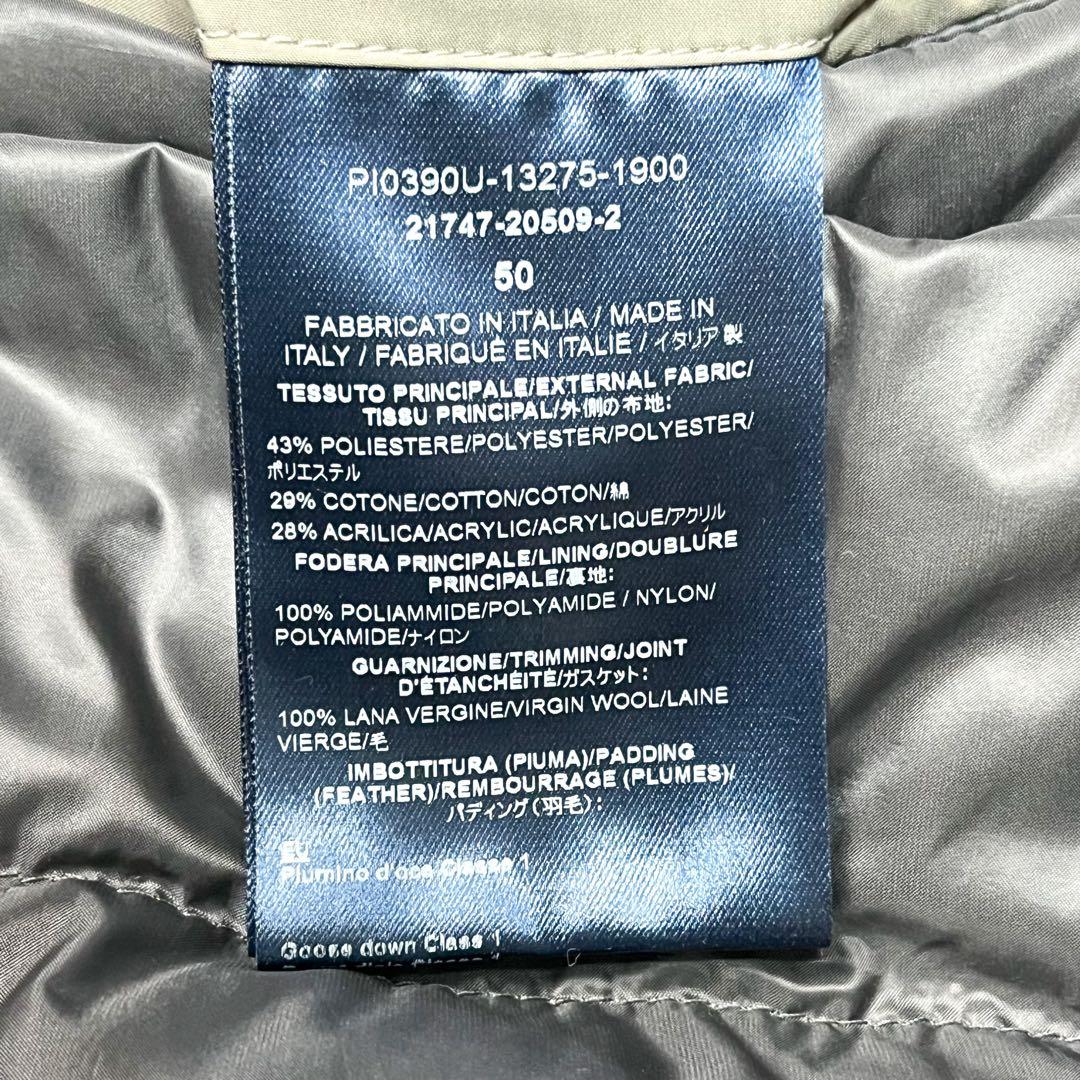 PI0390U-13275-1900
21747-20509-2
50
FABBRICATO IN ITALIA / MADE IN
ITALY / FABRIQUÉ EN ITALIE / イタリア製
TESSUTO PRINCIPALE/EXTERNAL FABRIC/
TISSU PRINCIPAL/外側の布地:
43% POLIESTERE/POLYESTER/POLYESTER/
ポリエステル
29% COTONE/COTTON/COTON/綿
28% ACRILICA/ACRYLIC/ACRYLIQUE/アクリル
FODERA PRINCIPALE/LINING/DOUBLURE
PRINCIPALE/裏地:
100% POLIAMMIDE/POLYAMIDE / NYLON/
POLYAMIDE/ナイロン
GUARNIZIONE/TRIMMING/JOINT
D'ÉTANCHÉITÉ/ガスケット:
100% LANA VERGINE/VIRGIN WOOL/LAINE
VIERGE/毛
IMBOTTITURA (PIUMA)/PADDING
(FEATHER)/REMBOURRAGE (PLUMES)/
パディング(羽毛):
EU
Piumino d'oca Classe 1
Goose down Class 1